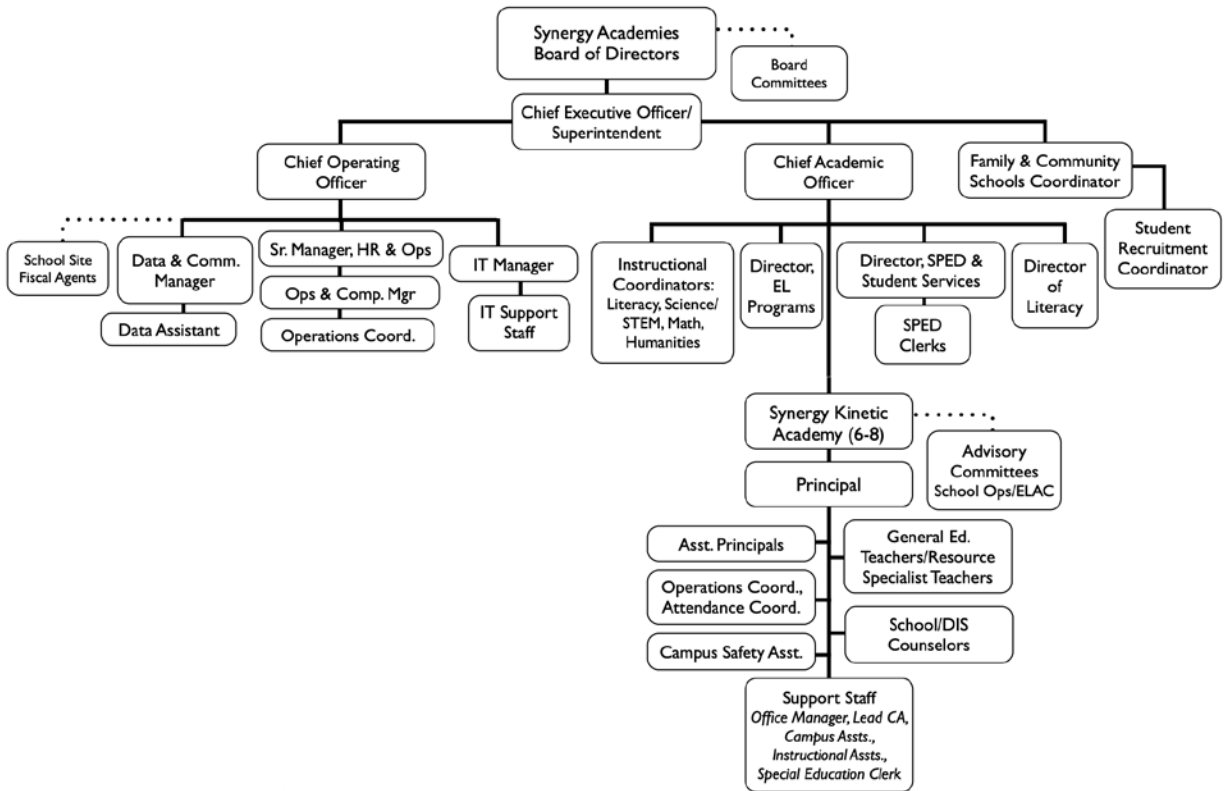 Synergy Academies
Board of Directors
Board
Committees
Chief Executive Officer/
Superintendent
Chief Operating
Officer
Chief Academic
Officer
Family & Community
Schools Coordinator
School Site
Fiscal Agents
Data & Comm.
Manager
Data Assistant
Sr. Manager, HR & Ops
Ops & Comp. Mgr
Operations Coord.
IT Manager
IT Support
Staff
Instructional
Coordinators:
Literacy, Science/
STEM, Math,
Humanities
Director,
EL
Programs
Director, SPED &
Student Services
SPED
Clerks
Director
of
Literacy
Student
Recruitment
Coordinator
Synergy Kinetic
Academy (6-8)
Advisory
Committees
School Ops/ELAC
Principal
Asst. Principals
General Ed.
Teachers/Resource
Specialist Teachers
Operations Coord.,
Attendance Coord.
School/DIS
Counselors
Campus Safety Asst.
Support Staff
Office Manager, Lead CA,
Campus Assts.,
Instructional Assts.,
Special Education Clerk